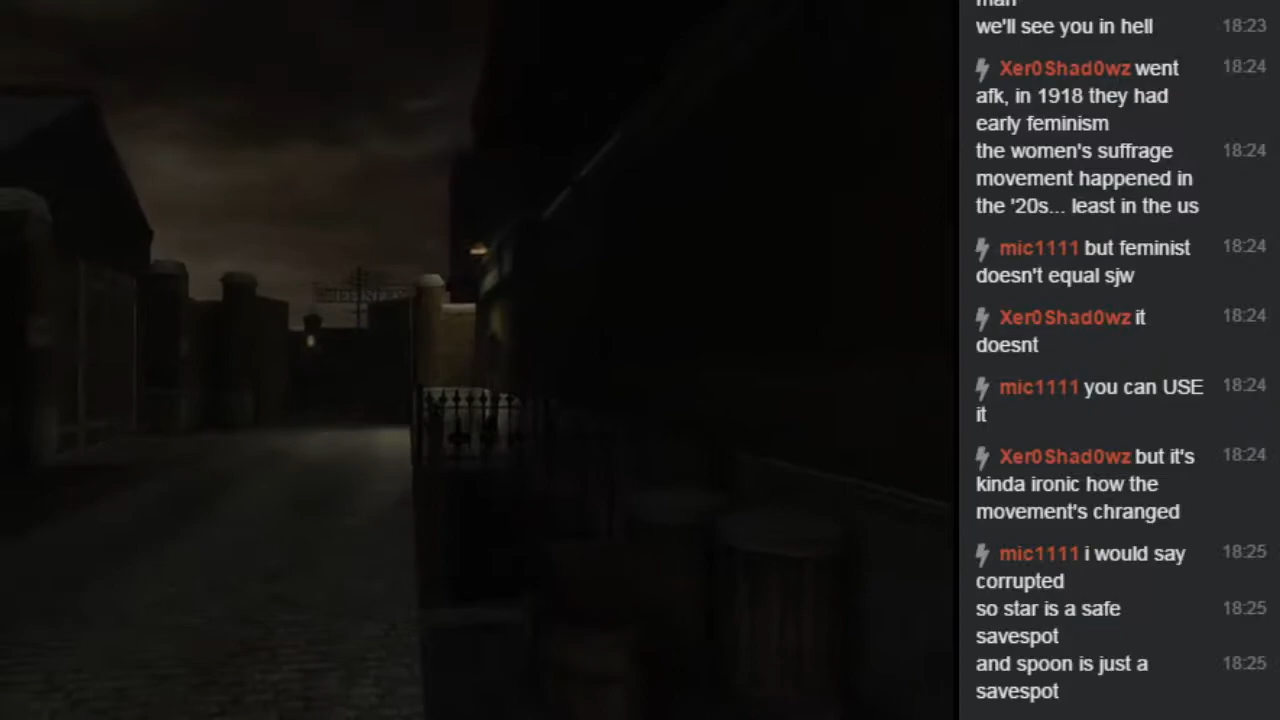 man
we'll see you in hell 18:23
Xer0Shad0wz went 18:24
afk, in 1918 they had
early feminism
the women's suffrage 18:24
movement happened in
the '20s... least in the us
mic1111 but feminist 18:24
doesn't equal sjw
Xer0Shad0wz it 18:24
doesnt
mic1111 you can USE 18:24
it
Xer0Shad0wz but it's 18:24
kinda ironic how the
movement's chranged
mic1111 i would say 18:25
corrupted
so star is a safe 18:25
savespot
and spoon is just a 18:25
savespot